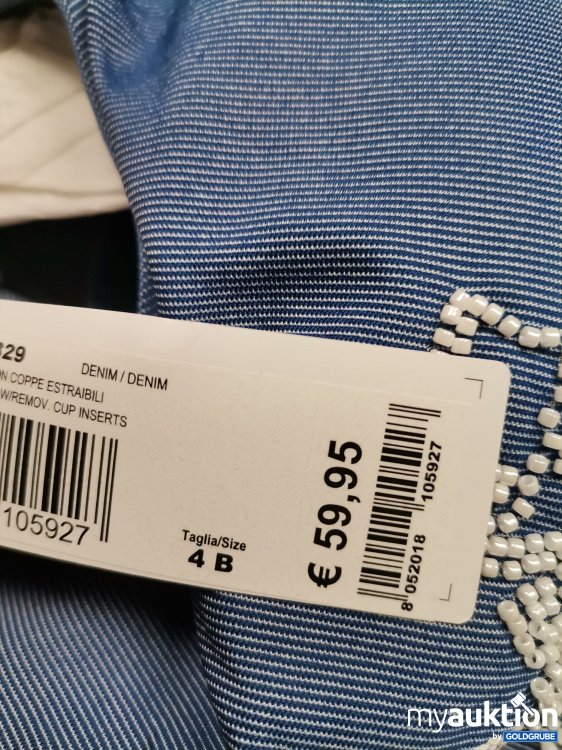 DENIM / DENIM
COPPE ESTRAIBILI
W/REMOV. CUP INSERTS
105927
Taglia/Size
4 B
€ 59,95
8 052018 105927
myauktion
by GOLDGRUBE